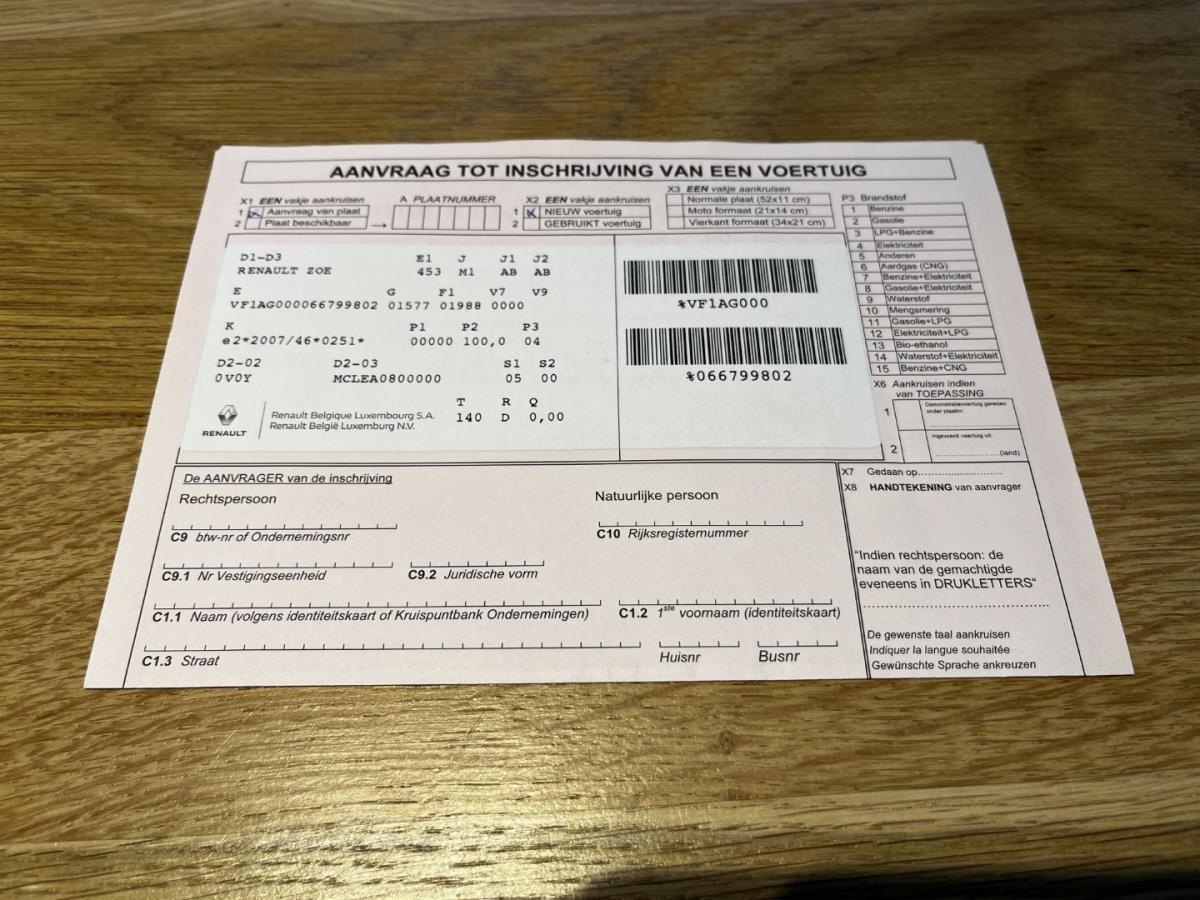 AANVRAAG TOT INSCHRIJVING VAN EEN VOERTUIG
X1 EEN vakje aankruisen
1 Aanvraag van plaat
2 Plaat beschikbaar
A PLAATNUMMER
X2 EEN vakje aankruisen
1 NIEUW voertuig
2 GEBRUIKT voertuig
X3 EEN vakje aankruisen
Normale plaat (52x11 cm)
Moto formaat (21x14 cm)
Vierkant formaat (34x21 cm)
P3 Brandstof
1 Benzine
2 Gasolie
3 LPG+Benzine
4 Elektriciteit
5 Anderen
6 Aardgas (CNG)
7 Benzine+Elektriciteit
8 Gasolie+Elektriciteit
9 Waterstof
10 Mengsmering
11 Gasolie+LPG
12 Elektriciteit+LPG
13 Bio-ethanol
14 Waterstof+Elektriciteit
15 Benzine+CNG
D1-D3 E1 J J1 J2
RENAULT ZOE 453 M1 AB AB
E G F1 V7 V9
VF1AG000066799802 01577 01988 0000
K P1 P2 P3
e2*2007/46*0251* 00000 100,0 04
D2-02 D2-03 S1 S2
0V0Y MCLEA0800000 05 00
T R Q
140 D 0,00
RENAULT
Renault Belgique Luxembourg S.A.
Renault België Luxemburg N.V.
%VF1AG000
%066799802
X6 Aankruisen indien
van TOEPASSING
1 Demonstratievoertuig gereden
onder plaatnr.
2 Ingevoerd voertuig uit
(land)
De AANVRAGER van de inschrijving
Rechtspersoon
Natuurlijke persoon
C9 btw-nr of Ondernemingsnr
C10 Rijksregisternummer
C9.1 Nr Vestigingseenheid
C9.2 Juridische vorm
C1.1 Naam (volgens identiteitskaart of Kruispuntbank Ondernemingen)
C1.2 1ste voornaam (identiteitskaart)
C1.3 Straat
Huisnr
Busnr
X7 Gedaan op
X8 HANDTEKENING van aanvrager
"Indien rechtspersoon: de
naam van de gemachtigde
eveneens in DRUKLETTERS"
De gewenste taal aankruisen
Indiquer la langue souhaitée
Gewünschte Sprache ankreuzen